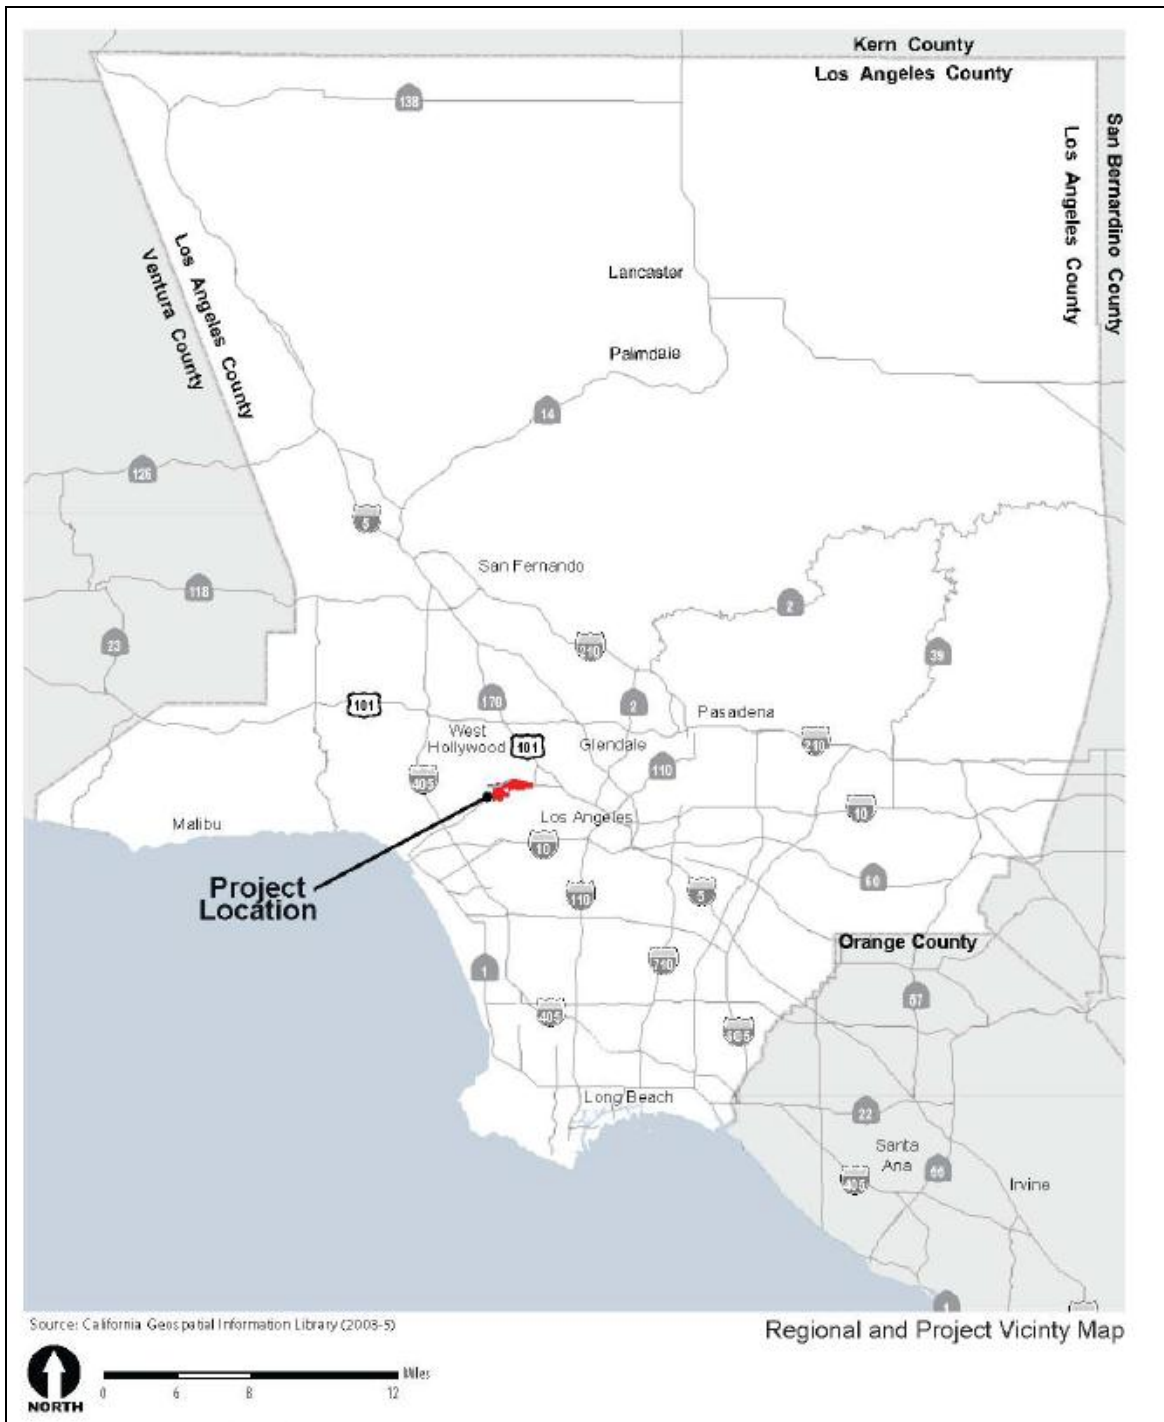 Kern County
Los Angeles County
138
San Bernardino County
Los Angeles County
Los Angeles County
Ventura County
Lancaster
Palmdale
14
126
5
San Fernando
118
2
210
23
39
101
170
2
Pasadena
West
Hollywood
101
Glendale
210
110
405
10
Malibu
Los Angeles
10
Project
Location
60
110
5
Orange County
710
1
57
405
Long Beach
22
Santa
Ana
405
Irvine
1
Source: California Geospatial Information Library (2003-5)
Regional and Project Vicinty Map
Miles
0 6 8 12
NORTH